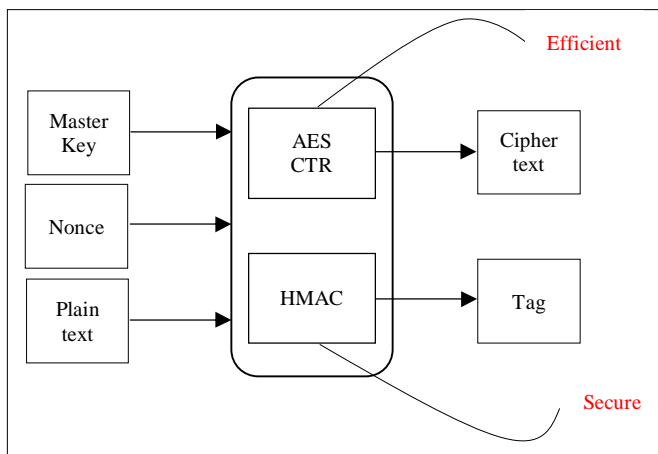 Efficient
Master
Key
AES
CTR
Cipher
text
Nonce
HMAC
Tag
Plain
text
Secure